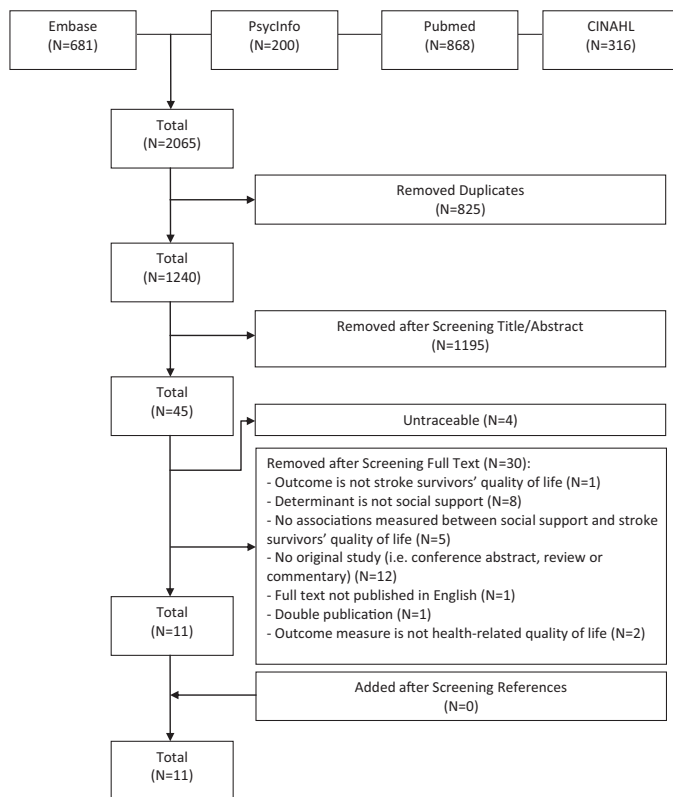 Embase
(N=681)
PsycInfo
(N=200)
Pubmed
(N=868)
CINAHL
(N=316)
Total
(N=2065)
Removed Duplicates
(N=825)
Total
(N=1240)
Removed after Screening Title/Abstract
(N=1195)
Total
(N=45)
Untraceable (N=4)
Removed after Screening Full Text (N=30):
- Outcome is not stroke survivors’ quality of life (N=1)
- Determinant is not social support (N=8)
- No associations measured between social support and stroke
survivors’ quality of life (N=5)
- No original study (i.e. conference abstract, review or
commentary) (N=12)
- Full text not published in English (N=1)
- Double publication (N=1)
- Outcome measure is not health-related quality of life (N=2)
Total
(N=11)
Added after Screening References
(N=0)
Total
(N=11)